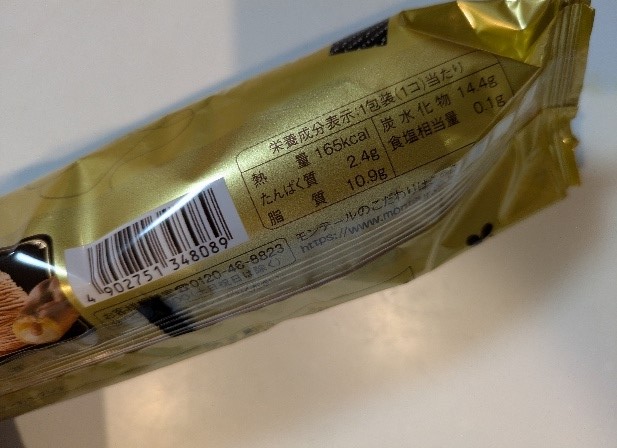 栄養成分表示:1包装(1コ)当たり
熱量 165kcal 炭水化物 14.4g
たんぱく質 2.4g 食塩相当量 0.1g
脂質 10.9g
モンテールのこだわりは
https://www.mon
0120-46-8823
4 902751 348089